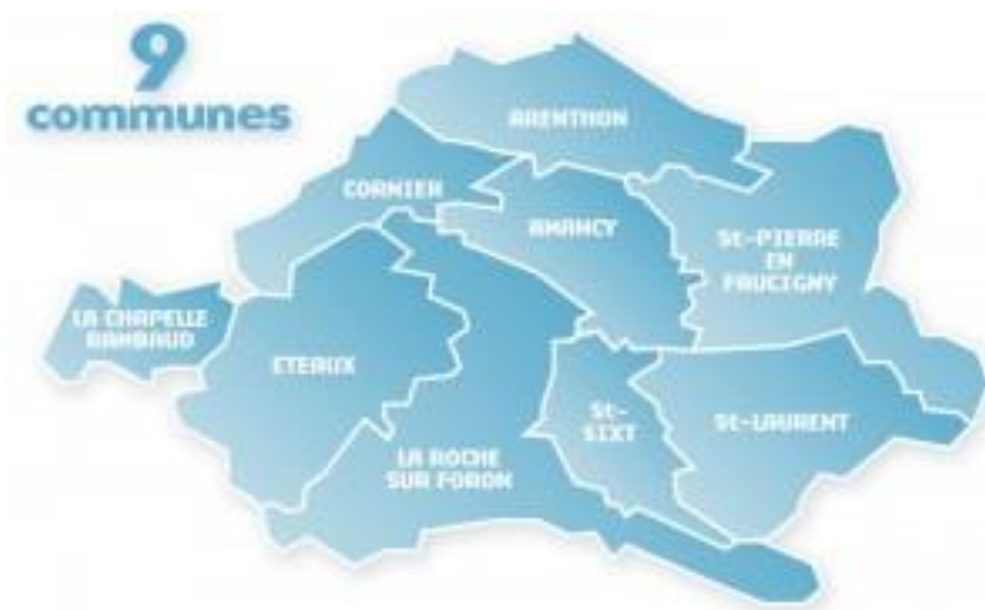 9
communes
ARENTHON
CORNIER
AMANCY
St-PIERRE
EN
FAUCIGNY
LA CHAPELLE
RAMBAUD
ETEAUX
St-
SIXT
St-LAURENT
LA ROCHE
SUR FORON